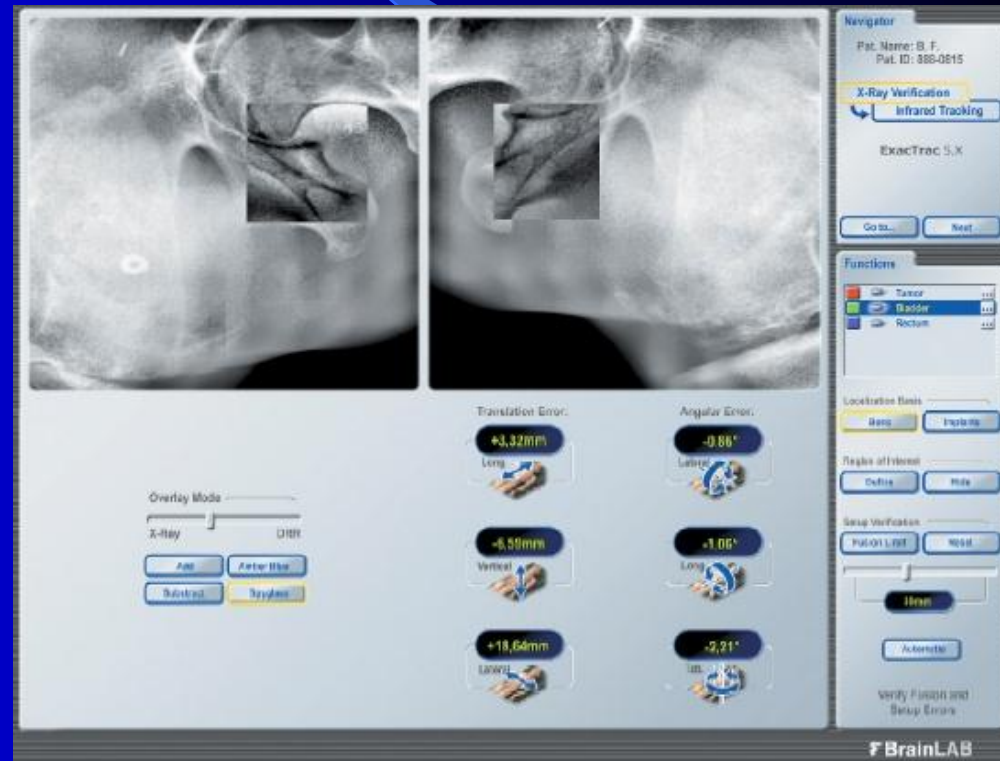 Navigator
Pat. Name: B. F.
Pat. ID: 888-0815
X-Ray Verification
Infrared Tracking
ExacTrac 5.X
Go to... Next
Functions
Tumor ...
Bladder ...
Rectum ...
Localization Basis
Bony Implants
Region of Interest
Define Hide
Setup Verification
Fusion Limit Reset
Automatic
Verify Fusion and
Setup Errors
Translation Error: Angular Error:
+3,32mm -0.86°
Long Lateral
-6,59mm -1.06°
Vertical Long
+18,64mm -2,21°
Lateral
Overlay Mode
X-Ray DRR
Add Amber Blue
Substract Spyglass
BrainLAB